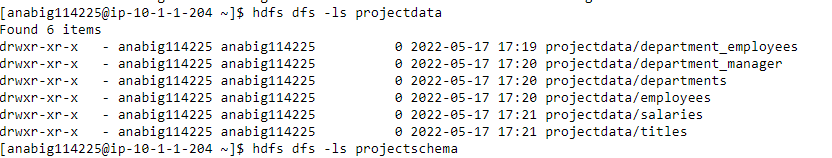 [anabig114225@ip-10-1-1-204 ~]$ hdfs dfs -ls projectdata
Found 6 items
drwxr-xr-x   - anabig114225 anabig114225          0 2022-05-17 17:19 projectdata/department_employees
drwxr-xr-x   - anabig114225 anabig114225          0 2022-05-17 17:20 projectdata/department_manager
drwxr-xr-x   - anabig114225 anabig114225          0 2022-05-17 17:20 projectdata/departments
drwxr-xr-x   - anabig114225 anabig114225          0 2022-05-17 17:20 projectdata/employees
drwxr-xr-x   - anabig114225 anabig114225          0 2022-05-17 17:21 projectdata/salaries
drwxr-xr-x   - anabig114225 anabig114225          0 2022-05-17 17:21 projectdata/titles
[anabig114225@ip-10-1-1-204 ~]$ hdfs dfs -ls projectschema